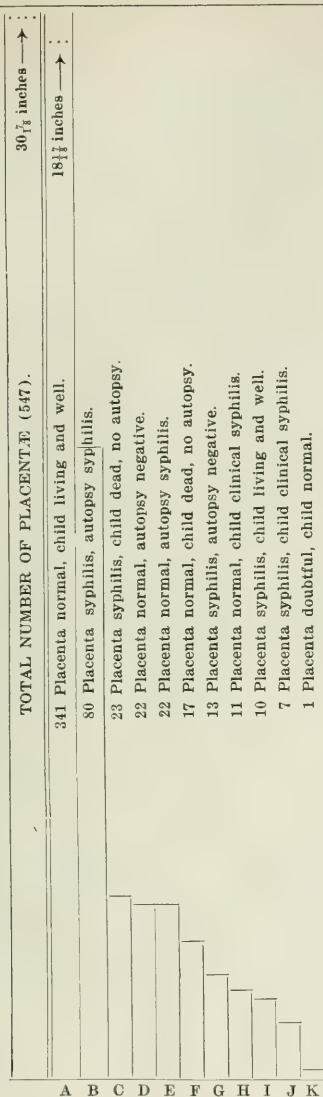 TOTAL NUMBER OF PLACENTÆ (547). 30 7/18 inches ⟶ :
A 341 Placenta normal, child living and well. 18 17/18 inches ⟶ :
B 80 Placenta syphilis, autopsy syphilis.
C 23 Placenta syphilis, child dead, no autopsy.
D 22 Placenta normal, autopsy negative.
E 22 Placenta normal, autopsy syphilis.
F 17 Placenta normal, child dead, no autopsy.
G 13 Placenta syphilis, autopsy negative.
H 11 Placenta normal, child clinical syphilis.
I 10 Placenta syphilis, child living and well.
J 7 Placenta syphilis, child clinical syphilis.
K 1 Placenta doubtful, child normal.